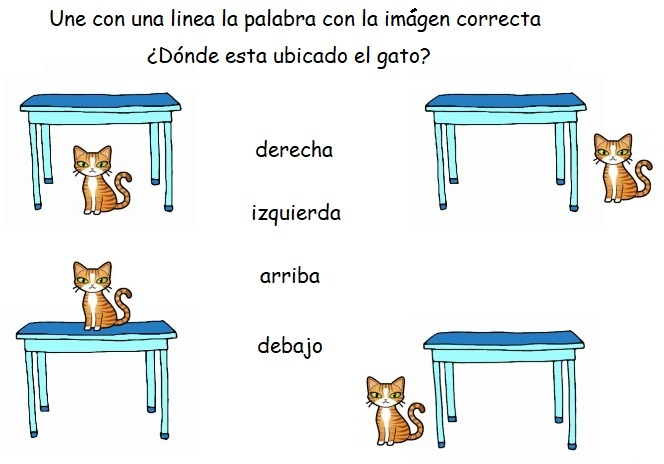 Une con una linea la palabra con la imágen correcta
¿Dónde esta ubicado el gato?
derecha
izquierda
arriba
debajo